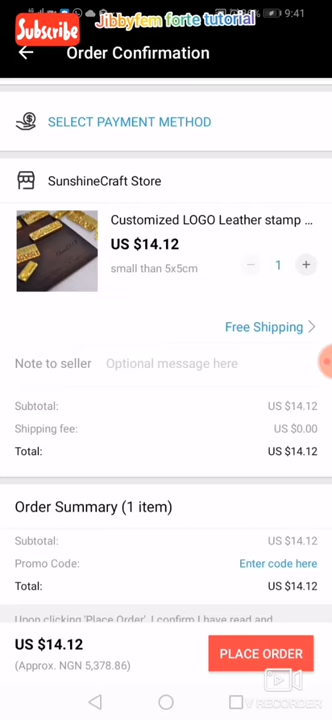 9:41
Subscribe
Jibbyfem forte tutorial
Order Confirmation
SELECT PAYMENT METHOD
SunshineCraft Store
Customized LOGO Leather stamp ...
US $14.12
small than 5x5cm
1
Free Shipping
Note to seller Optional message here
Subtotal: US $14.12
Shipping fee: US $0.00
Total: US $14.12
Order Summary (1 item)
Subtotal: US $14.12
Promo Code: Enter code here
Total: US $14.12
Upon clicking 'Place Order', I confirm I have read and
US $14.12
(Approx. NGN 5,378.86)
PLACE ORDER
V RECORDER